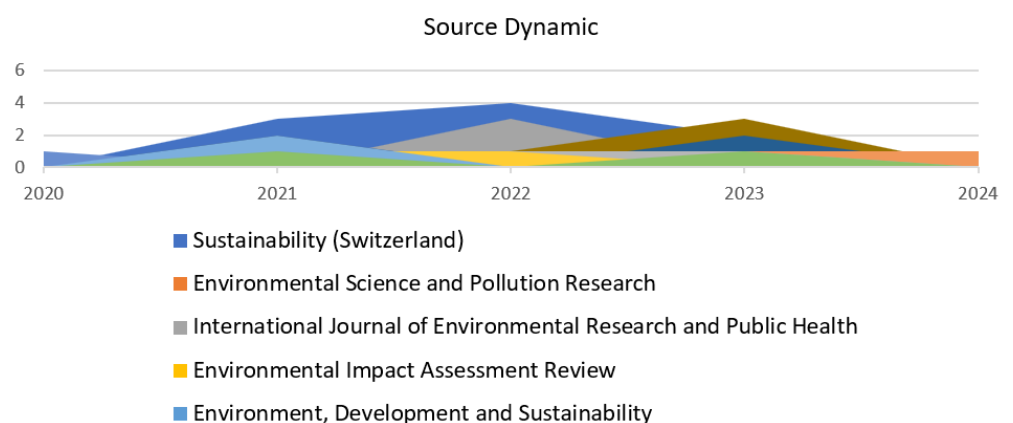 Source Dynamic
6
4
2
0
2020 2021 2022 2023 2024
Sustainability (Switzerland)
Environmental Science and Pollution Research
International Journal of Environmental Research and Public Health
Environmental Impact Assessment Review
Environment, Development and Sustainability